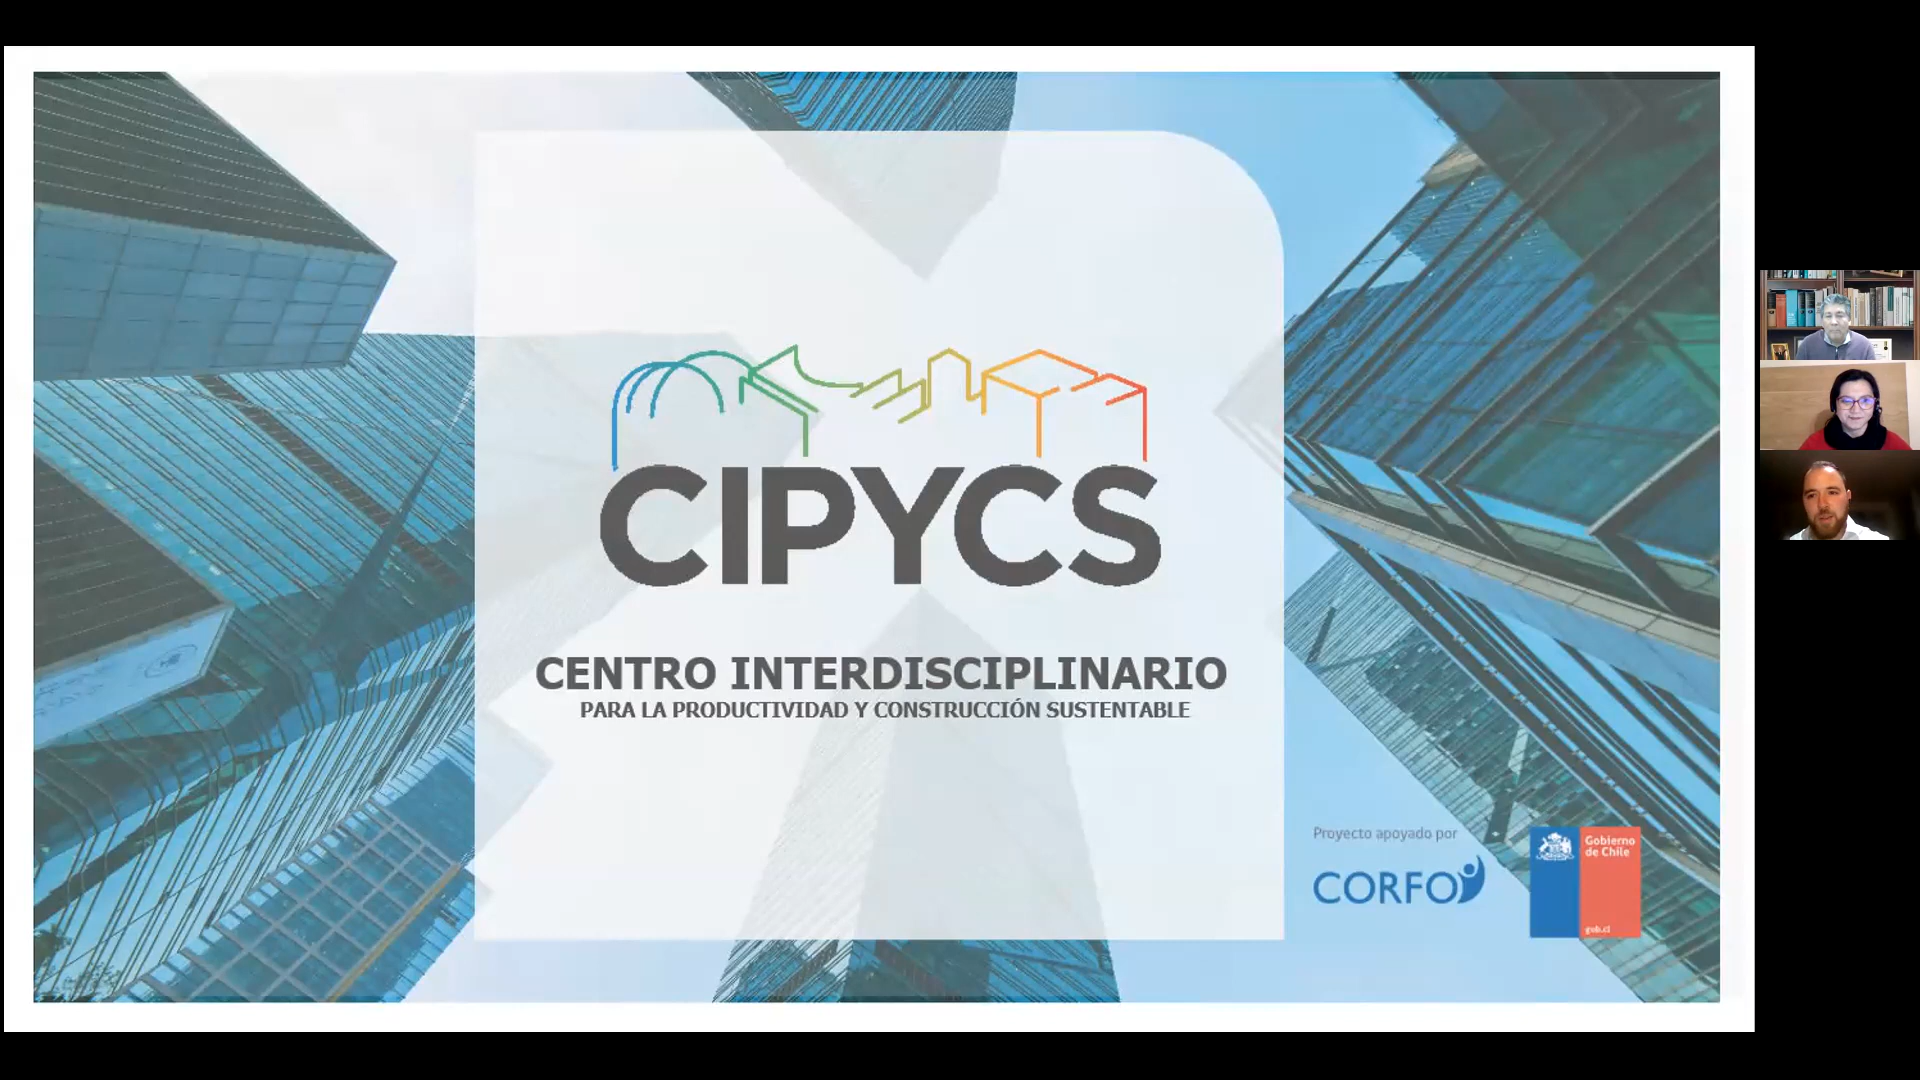 CIPYCS
CENTRO INTERDISCIPLINARIO
PARA LA PRODUCTIVIDAD Y CONSTRUCCIÓN SUSTENTABLE
Proyecto apoyado por
CORFO
Gobierno
de Chile
gob.cl